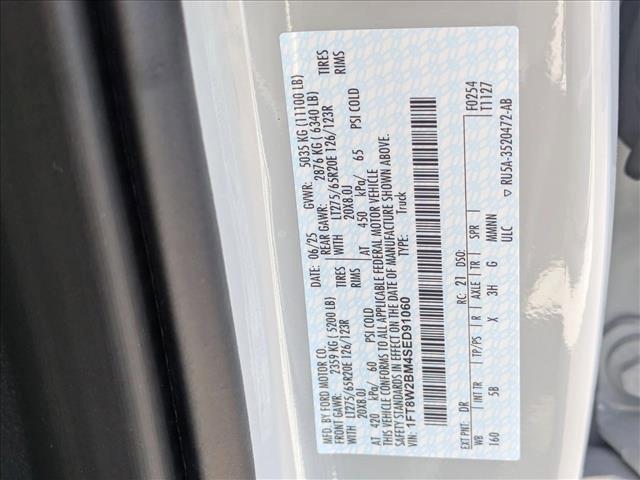 MFD. BY FORD MOTOR CO.
DATE: 06/25 GVWR: 5035 KG (11100 LB)
FRONT GAWR: 2359 KG (5200 LB) REAR GAWR: 2876 KG (6340 LB)
WITH LT275/65R20E 126/123R TIRES WITH LT275/65R20E 126/123R TIRES
20X8.0J RIMS 20X8.0J RIMS
AT 420 kPa/ 60 PSI COLD AT 450 kPa/ 65 PSI COLD
THIS VEHICLE CONFORMS TO ALL APPLICABLE FEDERAL MOTOR VEHICLE
SAFETY STANDARDS IN EFFECT ON THE DATE OF MANUFACTURE SHOWN ABOVE.
VIN: 1FT8W2BM4SED91060 TYPE: Truck
F0254
T1127
EXT PNT: DR RC: 21 DSO:
WB INT TR TP/PS R AXLE TR SPR
160 5B X 3H G MMNN
ULC ▽ RU5A-3520472-AB